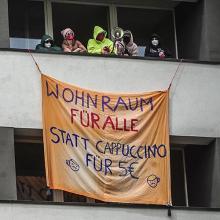 WOHNRAUM
FÜR ALLE
STATT CAPPUCCINO
FÜR 5€